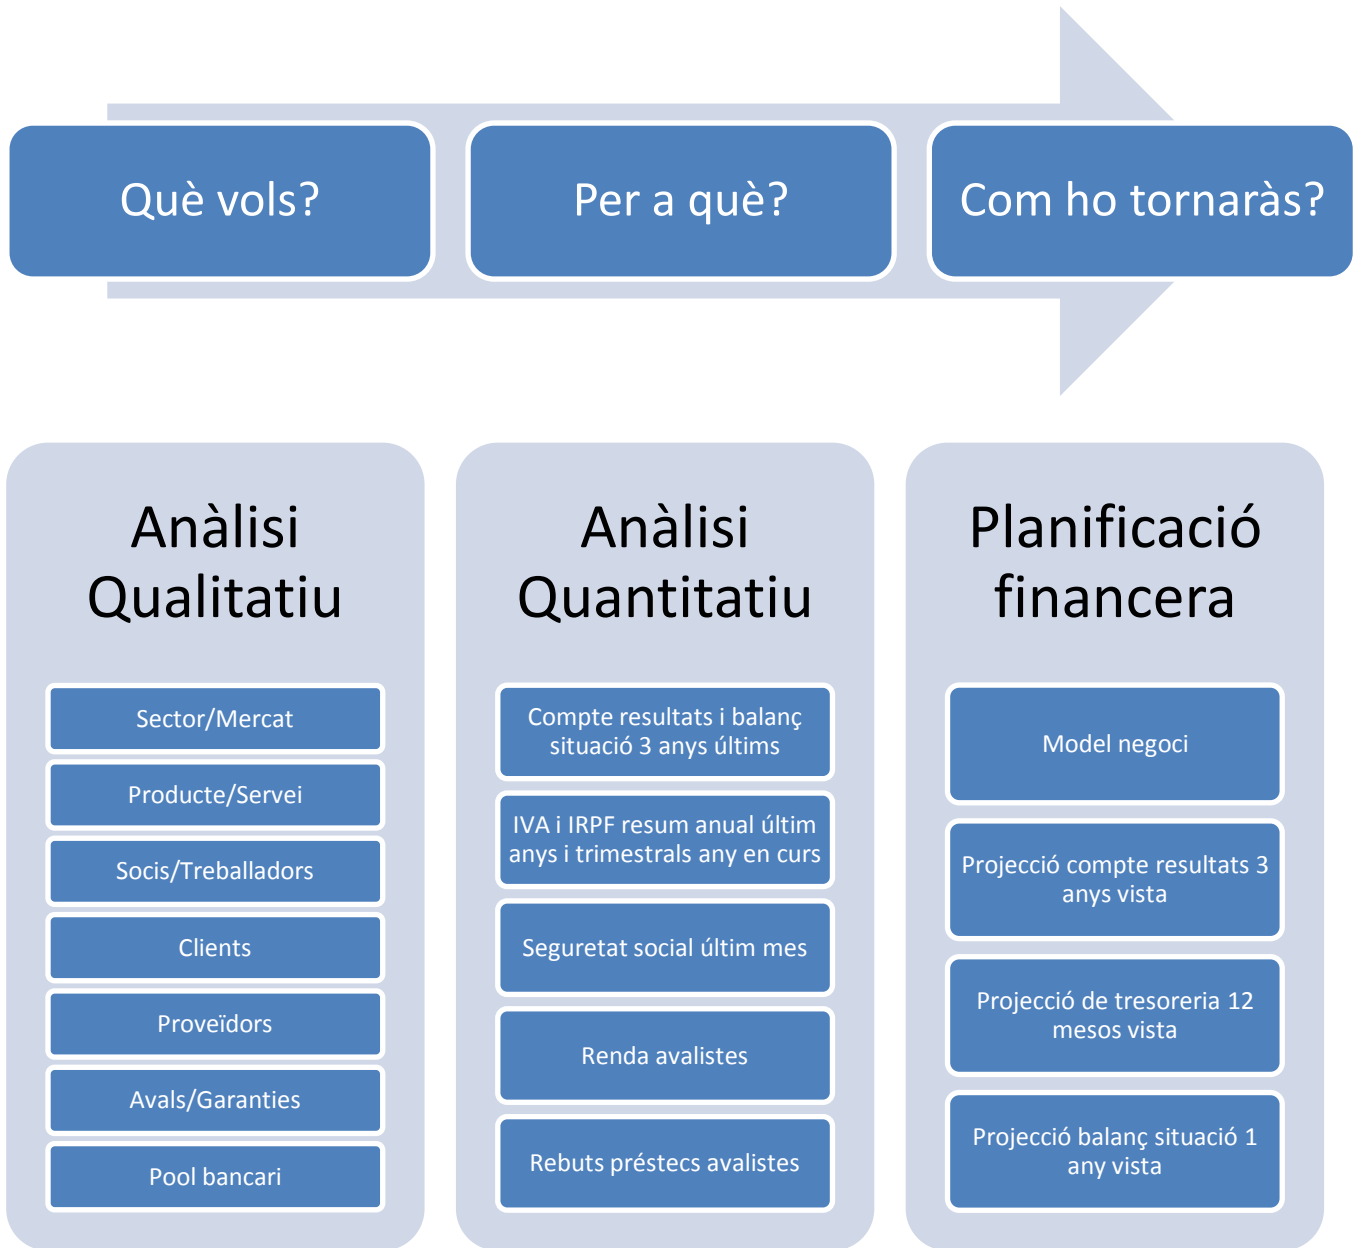 Què vols?
Per a què?
Com ho tornaràs?
Anàlisi
Qualitatiu
Sector/Mercat
Producte/Servei
Socis/Treballadors
Clients
Proveïdors
Avals/Garanties
Pool bancari
Anàlisi
Quantitatiu
Compte resultats i balanç
situació 3 anys últims
IVA i IRPF resum anual últim
anys i trimestrals any en curs
Seguretat social últim mes
Renda avalistes
Rebuts préstecs avalistes
Planificació
financera
Model negoci
Projecció compte resultats 3
anys vista
Projecció de tresoreria 12
mesos vista
Projecció balanç situació 1
any vista